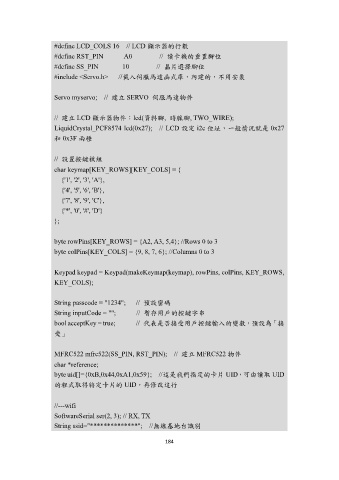 #define LCD_COLS 16 // LCD 顯示器的行數
#define RST_PIN A0 // 讀卡機的重置腳位
#define SS_PIN 10 // 晶片選擇腳位
#include <Servo.h> //載入伺服馬達函式庫，內建的，不用安裝
Servo myservo; // 建立 SERVO 伺服馬達物件
// 建立 LCD 顯示器物件：lcd(資料腳, 時脈腳, TWO_WIRE);
LiquidCrystal_PCF8574 lcd(0x27); // LCD 設定 i2c 位址，一般情況就是 0x27
和 0x3F 兩種
// 設置按鍵模組
char keymap[KEY_ROWS][KEY_COLS] = {
{'1', '2', '3', 'A'},
{'4', '5', '6', 'B'},
{'7', '8', '9', 'C'},
{'*', '0', '#', 'D'}
};
byte rowPins[KEY_ROWS] = {A2, A3, 5,4}; //Rows 0 to 3
byte colPins[KEY_COLS] = {9, 8, 7, 6}; //Columns 0 to 3
Keypad keypad = Keypad(makeKeymap(keymap), rowPins, colPins, KEY_ROWS,
KEY_COLS);
String passcode = "1234"; // 預設密碼
String inputCode = ""; // 暫存用戶的按鍵字串
bool acceptKey = true; // 代表是否接受用戶按鍵輸入的變數，預設為「接
受」
MFRC522 mfrc522(SS_PIN, RST_PIN); // 建立 MFRC522 物件
char *reference;
byte uid[]={0xB,0x44,0xA1,0x59}; //這是我們指定的卡片 UID，可由讀取 UID
的程式取得特定卡片的 UID，再修改這行
//---wifi
SoftwareSerial ser(2, 3); // RX, TX
String ssid="**************"; //無線基地台識別
184